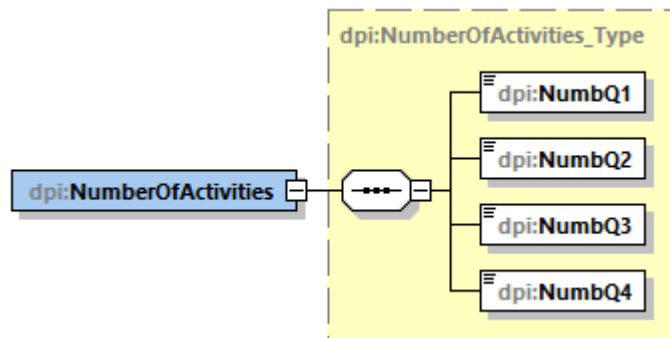 dpi:NumberOfActivities_Type
dpi:NumbQ1
dpi:NumbQ2
dpi:NumberOfActivities
dpi:NumbQ3
dpi:NumbQ4